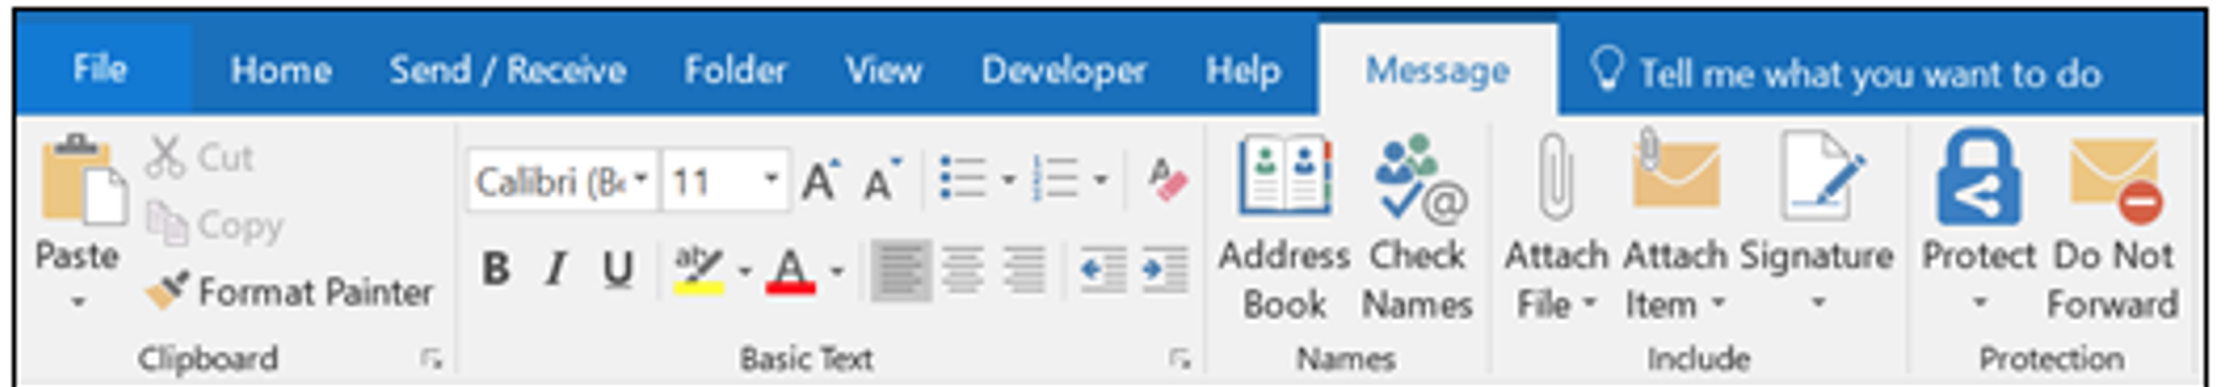 File Home Send / Receive Folder View Developer Help Message Tell me what you want to do
Cut
Copy
Paste
Format Painter
Clipboard
Calibri (B 11 A A
B I U ab A
Basic Text
Address Book
Check Names
Names
Attach File
Attach Item
Signature
Include
Protect
Do Not Forward
Protection